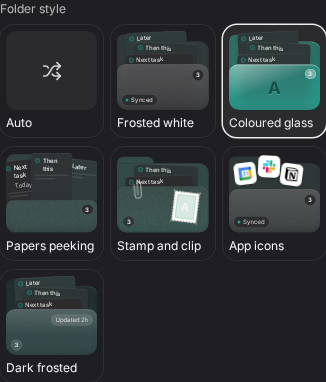 Folder style
Auto
Later
Then this
Next task
3
Synced
Frosted white
Later
Then this
Next task
3
A
Coloured glass
Next
task
Today
Then
this
Later
3
Papers peeking
Then this
Next task
A
3
Stamp and clip
31
3
Synced
App icons
Later
Then this
Next task
Updated 2h
3
Dark frosted